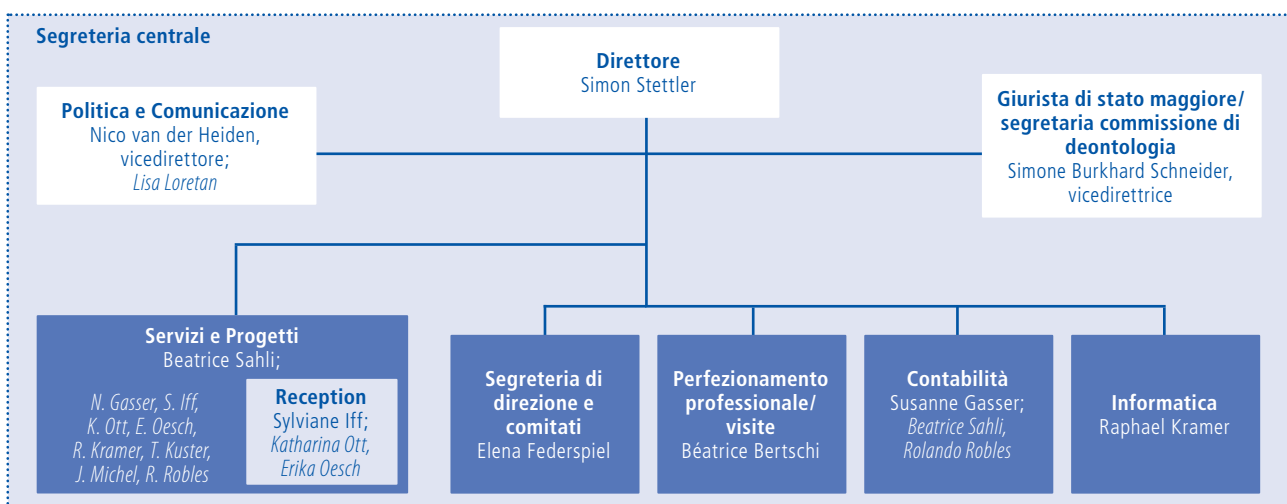 Segreteria centrale
Direttore
Simon Stettler
Politica e Comunicazione
Nico van der Heiden,
vicedirettore;
Lisa Loretan
Giurista di stato maggiore/
segretaria commissione di
deontologia
Simone Burkhard Schneider,
vicedirettrice
Servizi e Progetti
Beatrice Sahli;
N. Gasser, S. Iff,
K. Ott, E. Oesch,
R. Kramer, T. Kuster,
J. Michel, R. Robles
Reception
Sylviane Iff;
Katharina Ott,
Erika Oesch
Segreteria di
direzione e
comitati
Elena Federspiel
Perfezionamento
professionale/
visite
Béatrice Bertschi
Contabilità
Susanne Gasser;
Beatrice Sahli,
Rolando Robles
Informatica
Raphael Kramer